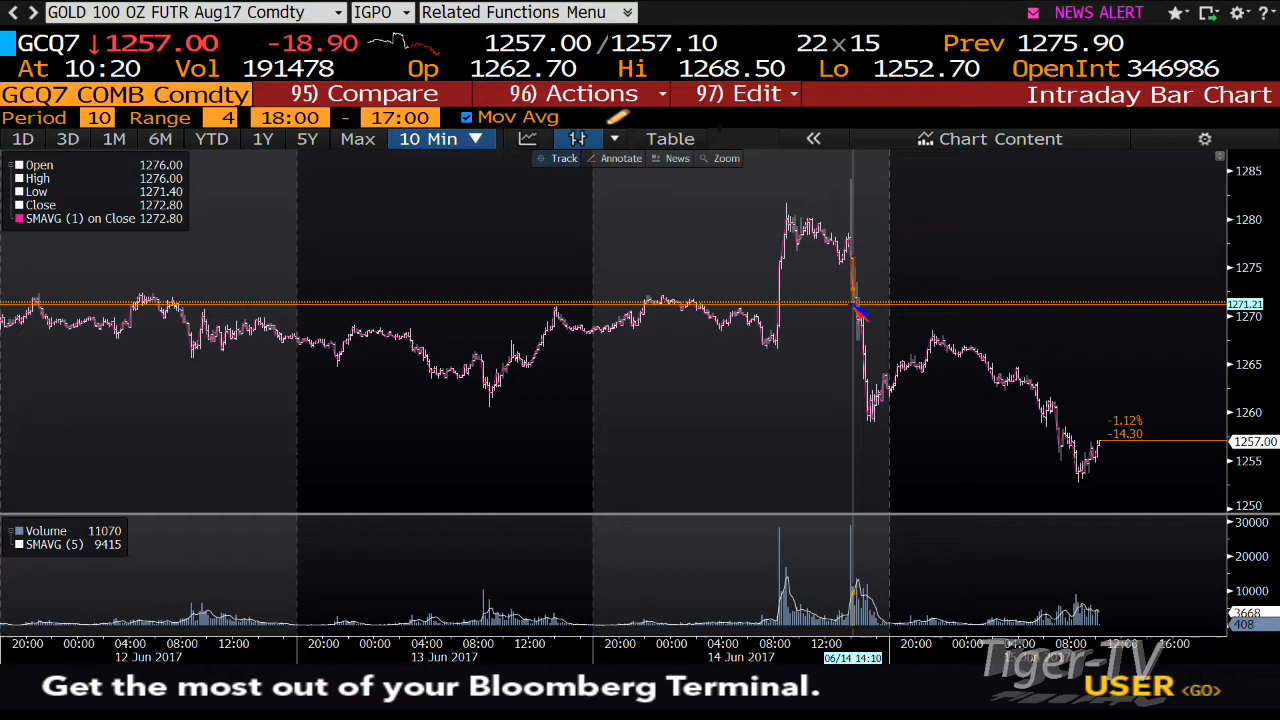 GOLD 100 OZ FUTR Aug17 Comdty IGPO Related Functions Menu NEWS ALERT
GCQ7 ↓1257.00 -18.90 1257.00/1257.10 22x15 Prev 1275.90
At 10:20 Vol 191478 Op 1262.70 Hi 1268.50 Lo 1252.70 OpenInt 346986
GCQ7 COMB Comdty 95) Compare 96) Actions 97) Edit Intraday Bar Chart
Period 10 Range 4 18:00 - 17:00 Mov Avg
1D 3D 1M 6M YTD 1Y 5Y Max 10 Min Table Chart Content
Track Annotate News Zoom
Open 1276.00
High 1276.00
Low 1271.40
Close 1272.80
SMAVG (1) on Close 1272.80
1285
1280
1275
1271.21
1270
1265
1260
-1.12%
-14.30
1257.00
1255
1250
Volume 11070
SMAVG (5) 9415
30000
20000
10000
3668
408
20:00 00:00 04:00 08:00 12:00 20:00 00:00 04:00 08:00 12:00 20:00 00:00 04:00 08:00 12:00 20:00 00:00 04:00 08:00 12:00 16:00
12 Jun 2017 13 Jun 2017 14 Jun 2017 06/14 14:10
Tiger-TV
Get the most out of your Bloomberg Terminal. USER <GO>